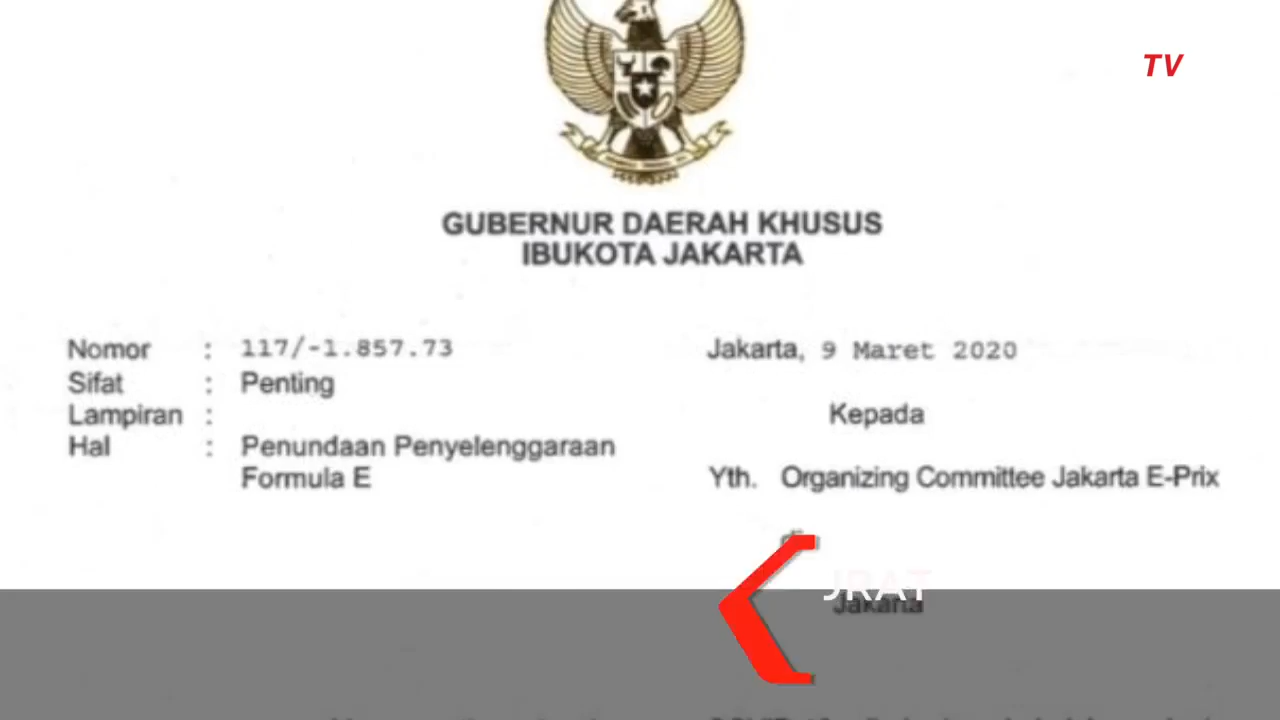 TV
GUBERNUR DAERAH KHUSUS
IBUKOTA JAKARTA
Nomor : 117/-1.857.73
Jakarta, 9 Maret 2020
Sifat : Penting
Lampiran :
Kepada
Hal : Penundaan Penyelenggaraan
Formula E
Yth. Organizing Committee Jakarta E-Prix
Jakarta